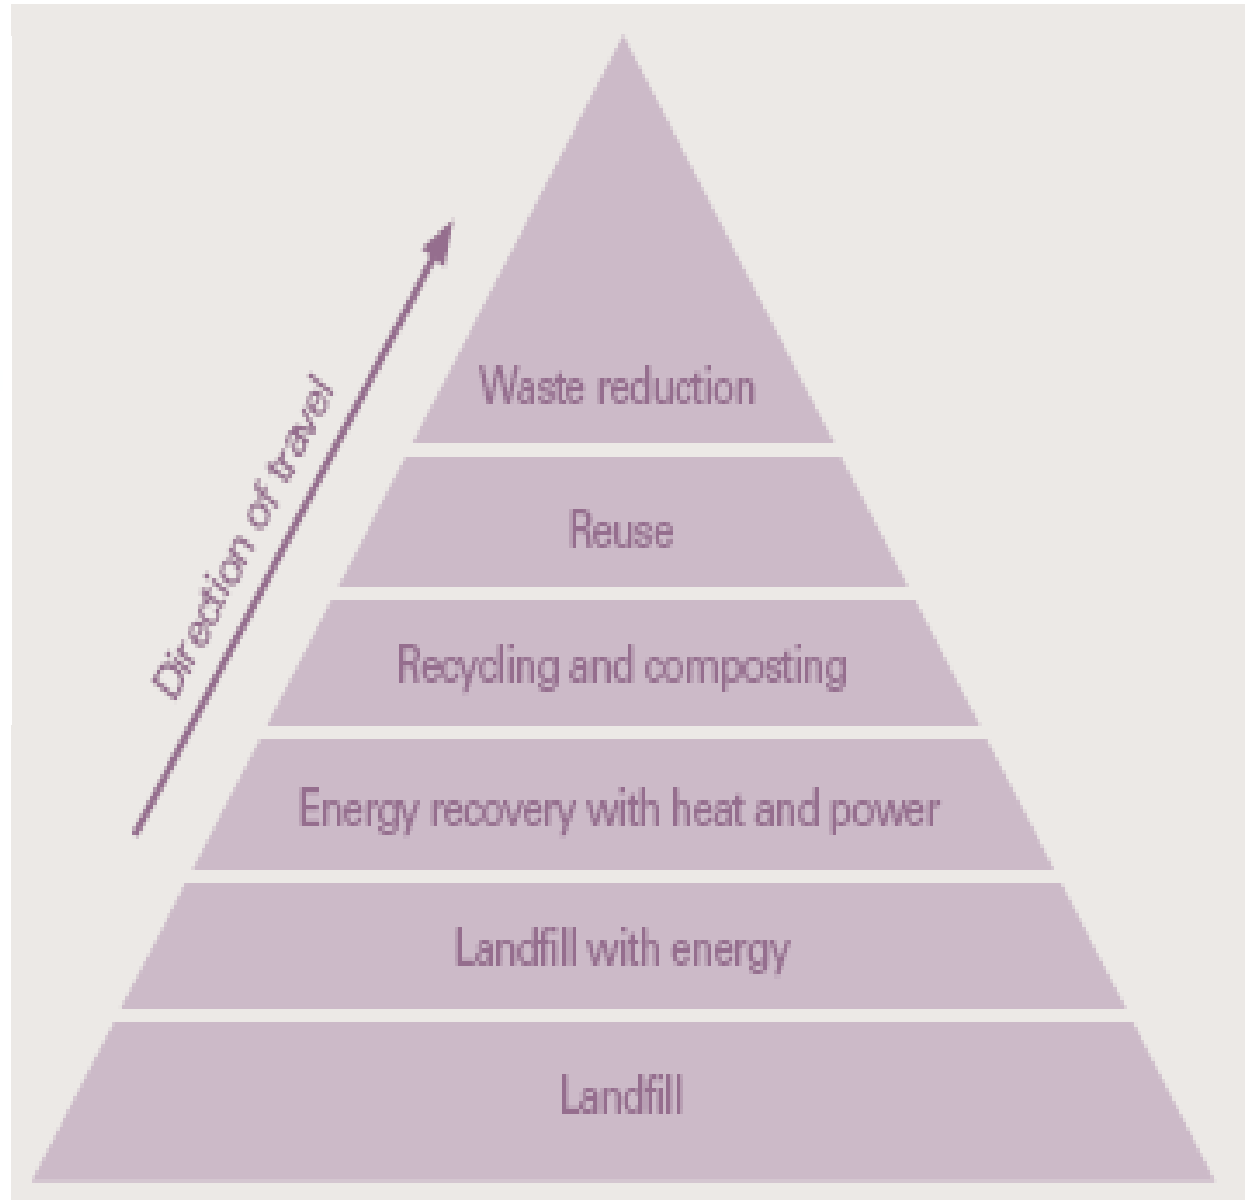 Waste reduction
Direction of travel
Reuse
Recycling and composting
Energy recovery with heat and power
Landfill with energy
Landfill